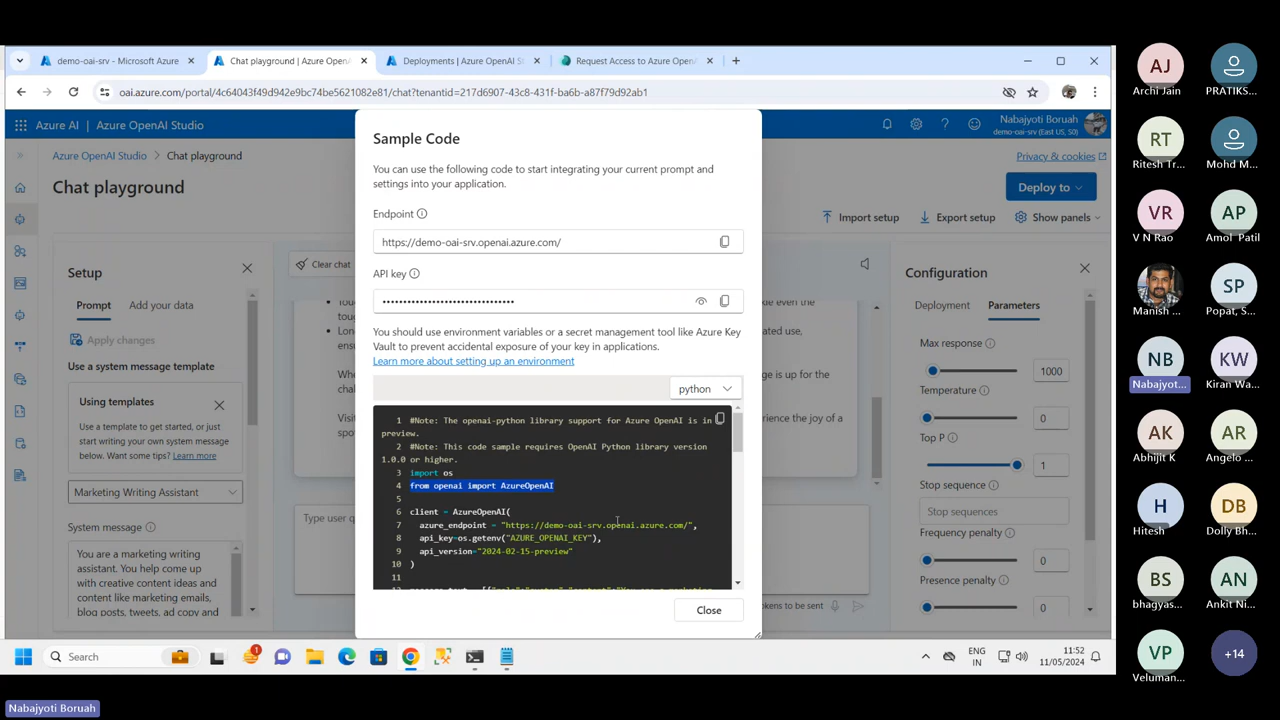 demo-oai-srv - Microsoft Azure
Chat playground | Azure OpenA
Deployments | Azure OpenAI St
Request Access to Azure OpenA
oai.azure.com/portal/4c64043f49d942e9bc74be5621082e81/chat?tenantid=217d6907-43c8-431f-ba6b-a87f79d92ab1
Azure AI | Azure OpenAI Studio
Nabajyoti Boruah
demo-oai-srv (East US, S0)
Azure OpenAI Studio > Chat playground
Privacy & cookies
Chat playground
Deploy to
Import setup
Export setup
Show panels
Setup
Prompt
Add your data
Apply changes
Use a system message template
Using templates
Use a template to get started, or just
start writing your own system message
below. Want some tips? Learn more
Marketing Writing Assistant
System message
You are a marketing writing
assistant. You help come up
with creative content ideas and
content like marketing emails,
blog posts, tweets, ad copy and
Clear chat
Sample Code
You can use the following code to start integrating your current prompt and
settings into your application.
Endpoint
https://demo-oai-srv.openai.azure.com/
API key
You should use environment variables or a secret management tool like Azure Key
Vault to prevent accidental exposure of your key in applications.
Learn more about setting up an environment
python
1 #Note: The openai-python library support for Azure OpenAI is in
preview.
2 #Note: This code sample requires OpenAI Python library version
1.0.0 or higher.
3 import os
4 from openai import AzureOpenAI
5
6 client = AzureOpenAI(
7 azure_endpoint = "https://demo-oai-srv.openai.azure.com/",
8 api_key=os.getenv("AZURE_OPENAI_KEY"),
9 api_version="2024-02-15-preview"
10 )
11
Close
Configuration
Deployment
Parameters
Max response
1000
Temperature
0
Top P
1
Stop sequence
Stop sequences
Frequency penalty
0
Presence penalty
0
Search
1
ENG
IN
11:52
11/05/2024
AJ
Archi Jain
PRATIKS...
RT
Ritesh Tr...
Mohd M...
VR
V N Rao
AP
Amol Patil
Manish ...
SP
Popat, S...
NB
Nabajyoti...
KW
Kiran Wa...
AK
Abhijit K
AR
Angelo ...
H
Hitesh
DB
Dolly Bh...
BS
bhagyas...
AN
Ankit Ni...
VP
Veluman...
+14
Nabajyoti Boruah